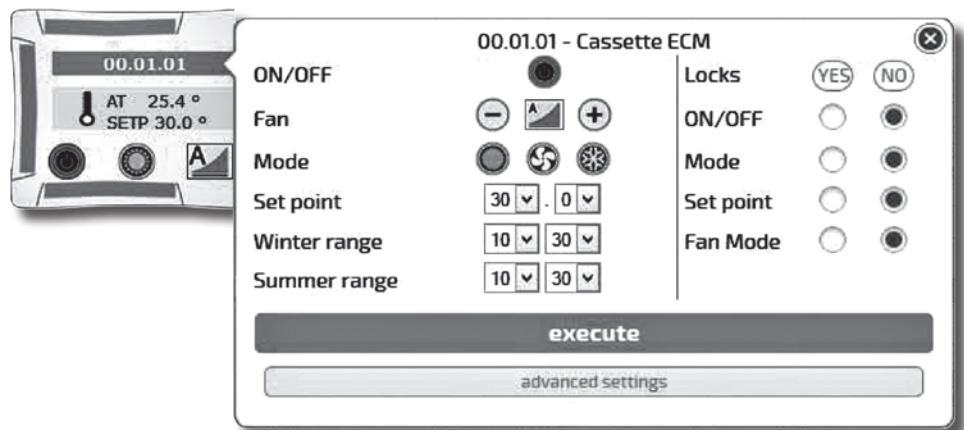 00.01.01
AT 25.4 °
SETP 30.0 °
A
00.01.01 - Cassette ECM
ON/OFF
Fan
A
Mode
Set point 30 . 0
Winter range 10 30
Summer range 10 30
Locks YES NO
ON/OFF
Mode
Set point
Fan Mode
execute
advanced settings